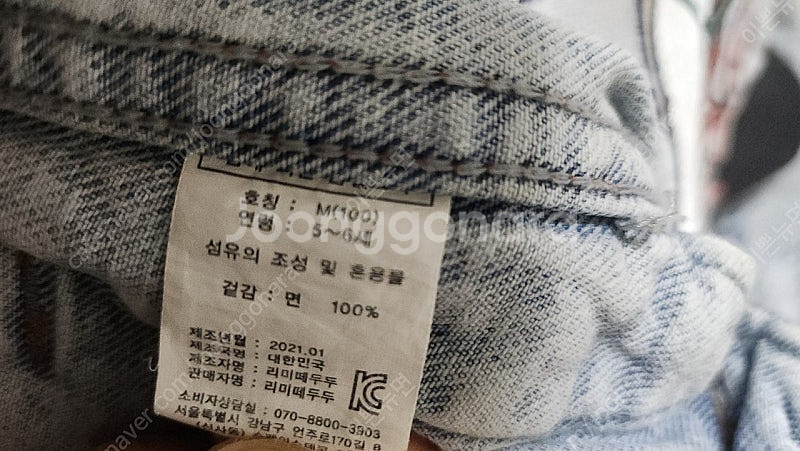 호칭 : M(100)
연령 : 5~6세
섬유의 조성 및 혼용률
겉감 : 면 100%
제조년월 : 2021.01
제조국명 : 대한민국
제조자명 : 리미떼두두
판매자명 : 리미떼두두
소비자상담실 : 070-8800-3903
서울특별시 강남구 언주로170길 8
Joonggonara